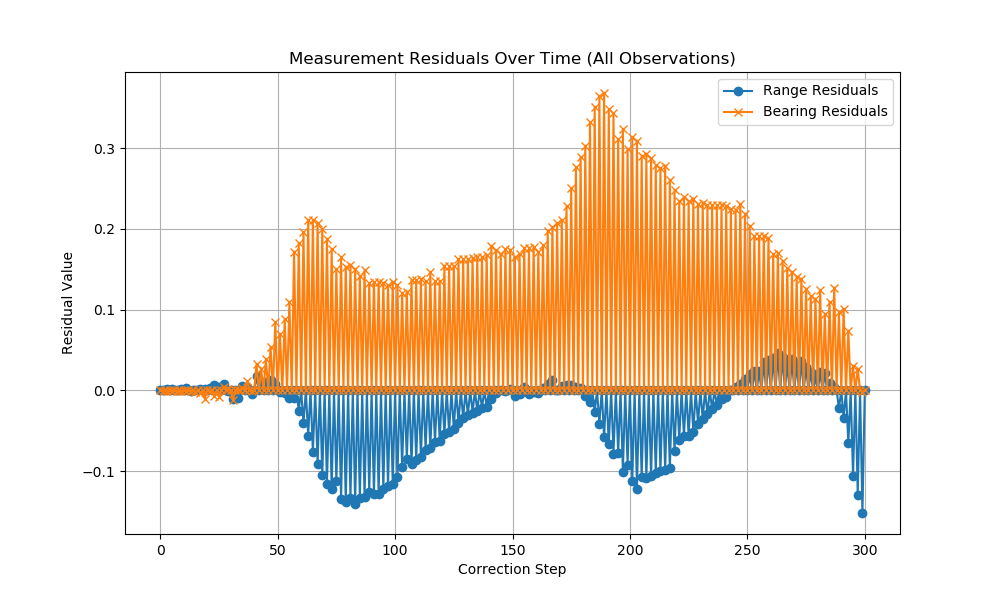 Measurement Residuals Over Time (All Observations)
Range Residuals
Bearing Residuals
Residual Value
0.3
0.2
0.1
0.0
−0.1
0
50
100
150
200
250
300
Correction Step